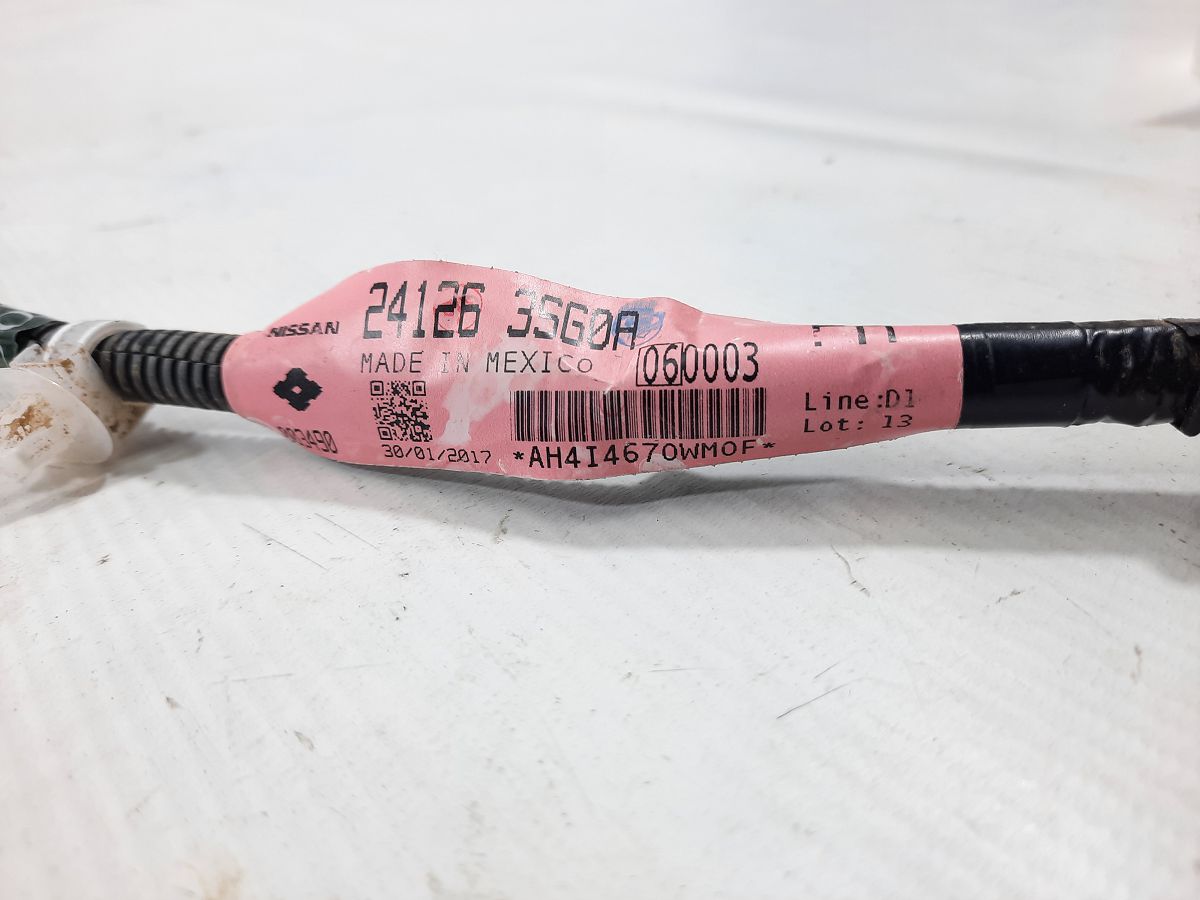 NISSAN
24126 3SG0A
MADE IN MEXICO 060003
30/01/2017
*AH4I4670WMOF*
Line:D1
Lot: 13